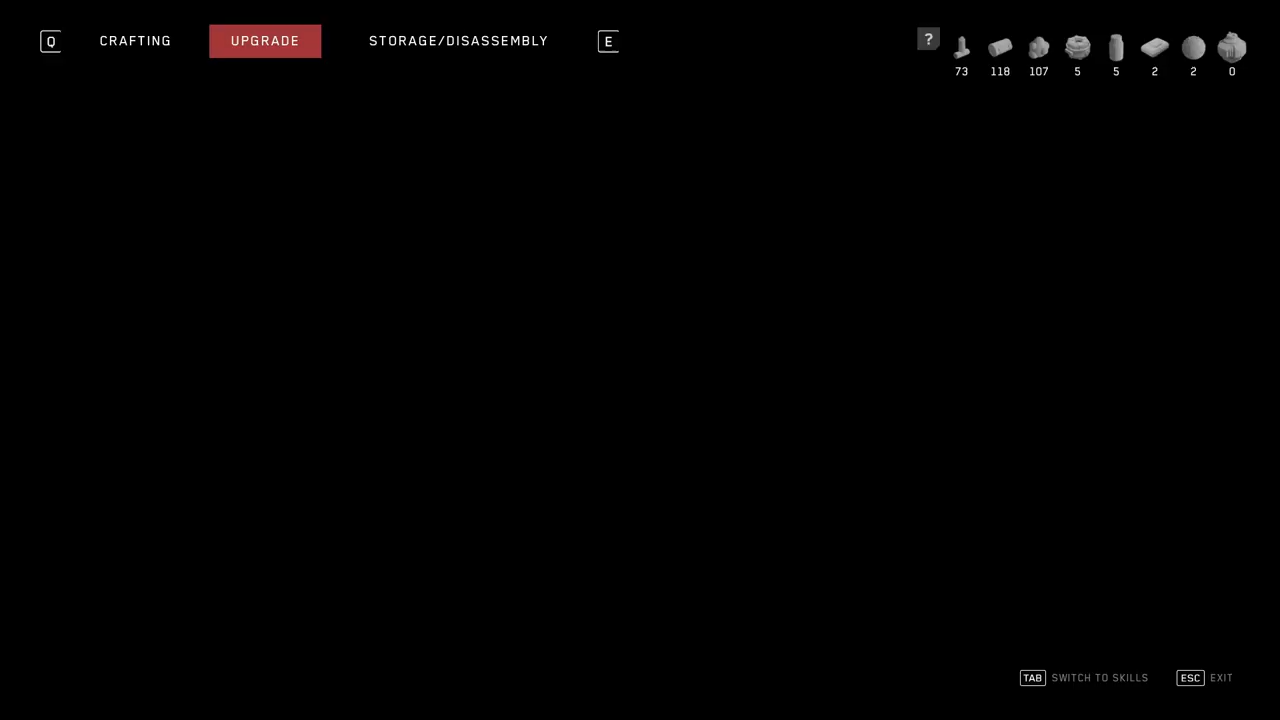 Q CRAFTING UPGRADE STORAGE/DISASSEMBLY E ?
73 118 107 5 5 2 2 0
TAB SWITCH TO SKILLS ESC EXIT